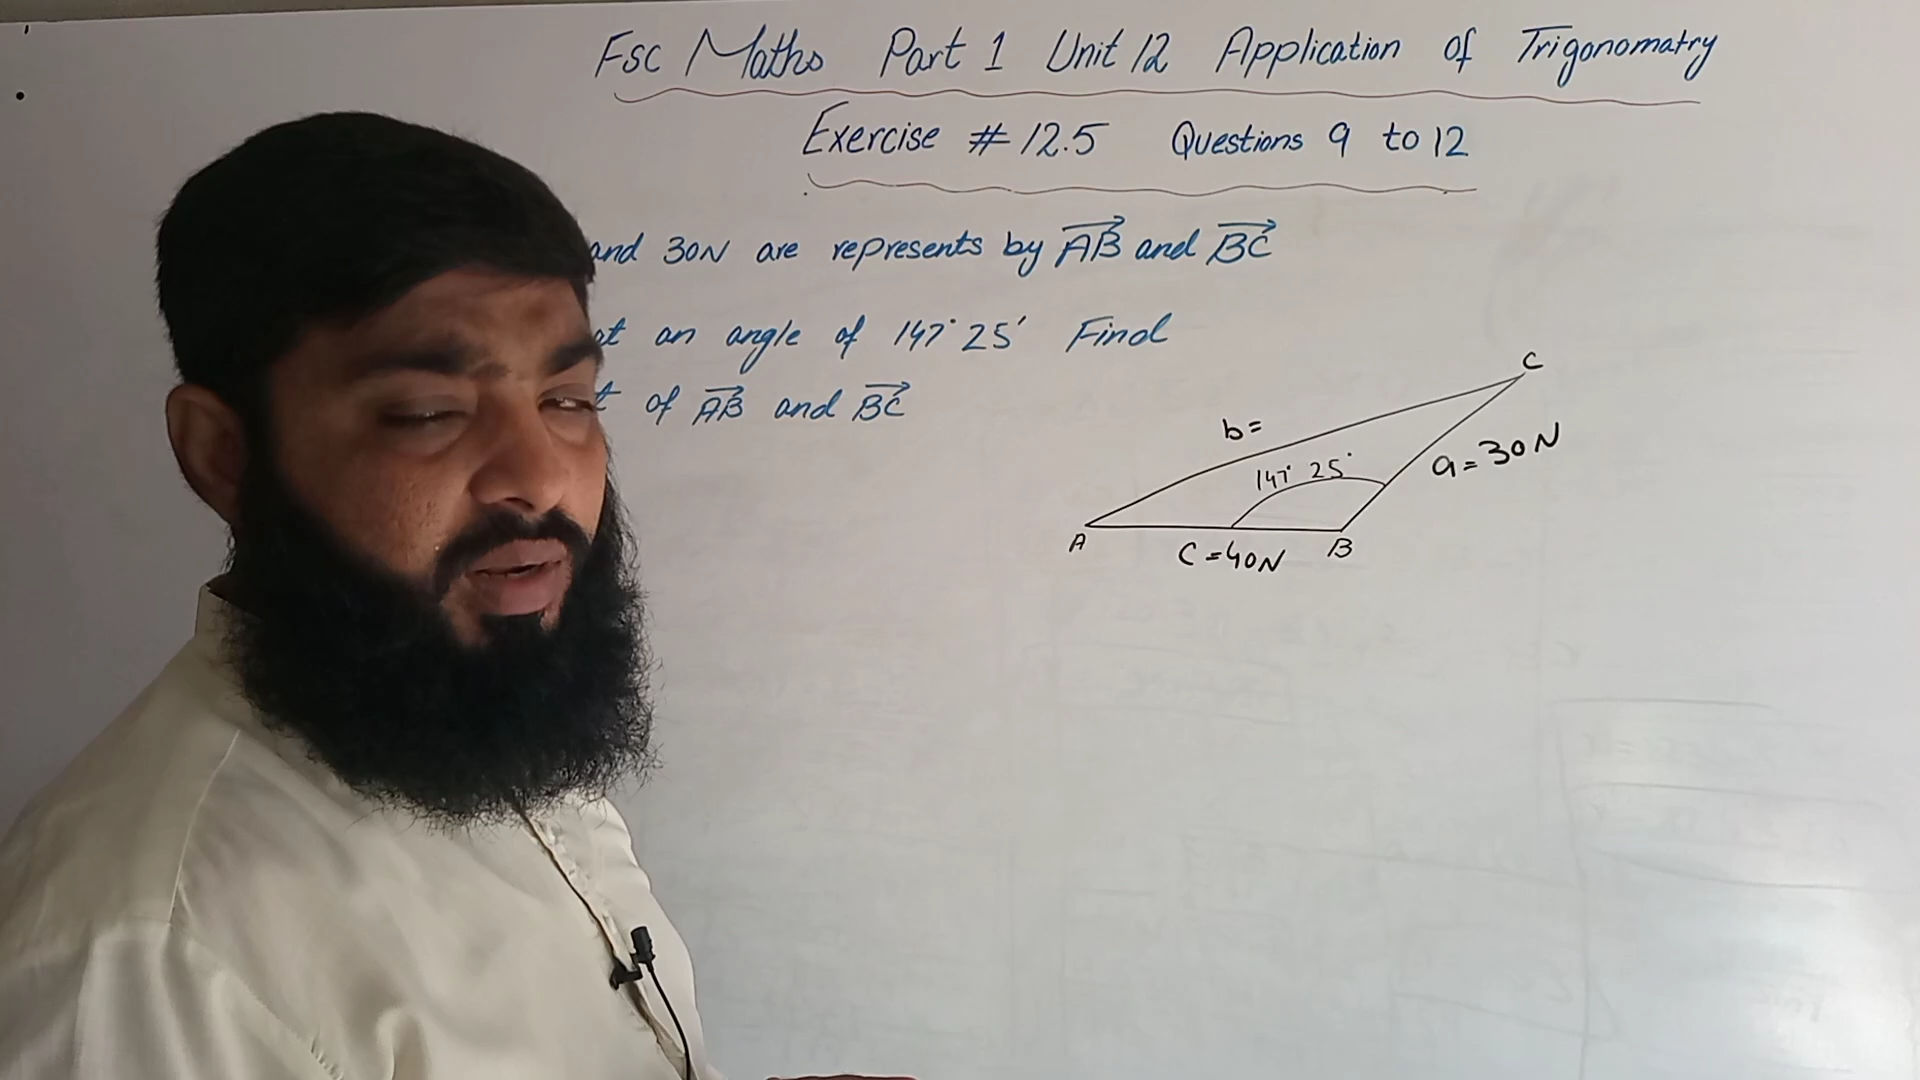 Fsc Maths Part 1 Unit 12 Application of Trigonomatry
Exercise # 12.5 Questions 9 to 12
and 30N are represents by AB and BC
at an angle of 147° 25' Find
of AB and BC
C
b=
147° 25'
a=30N
A
C=40N
B